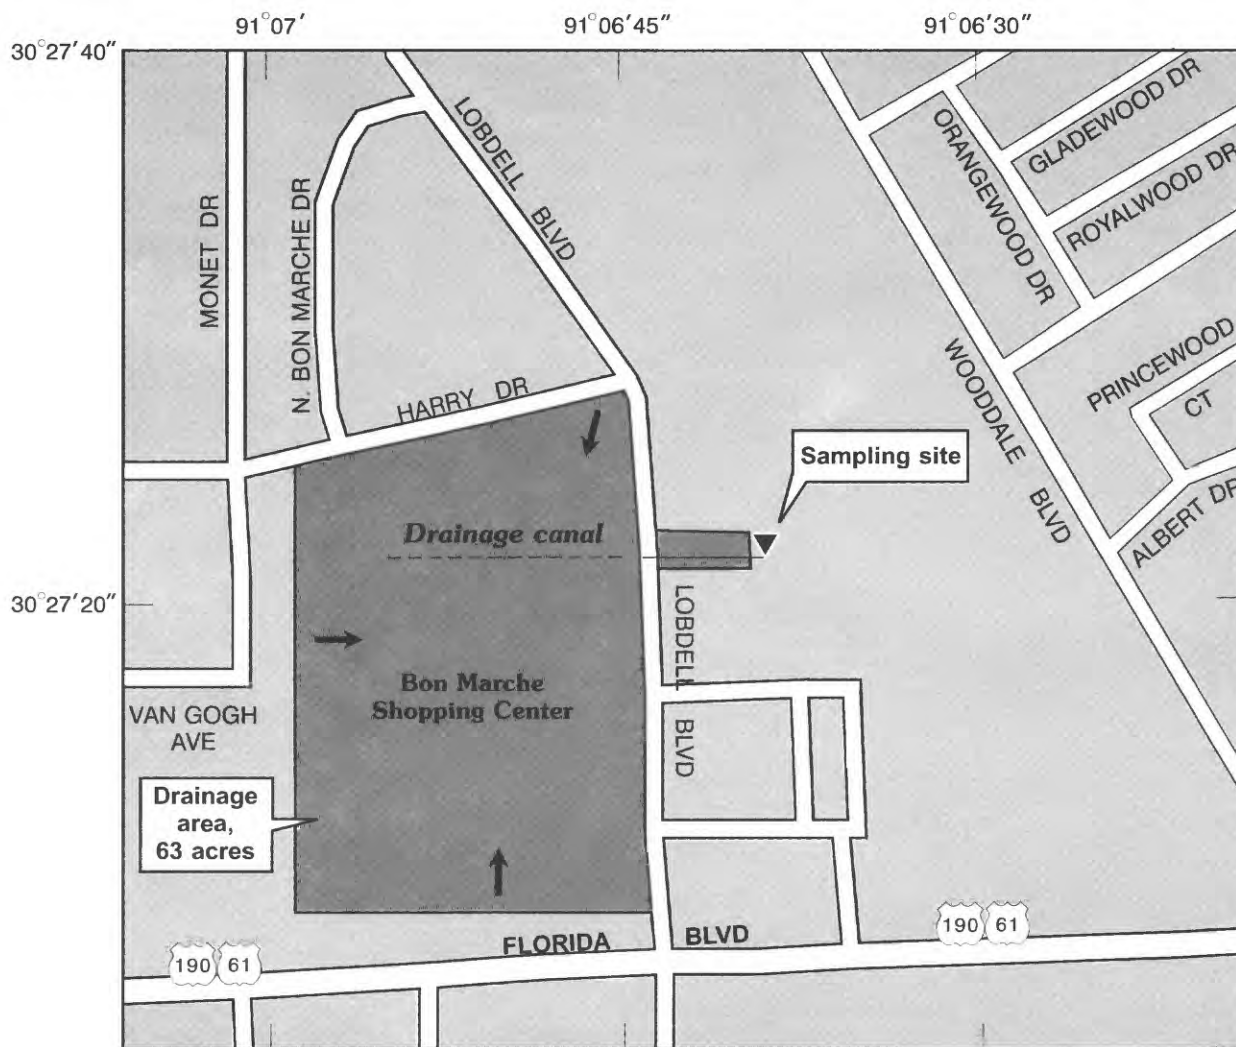 91°07' 91°06'45" 91°06'30"
30°27'40"
LOBDELL BLVD
ORANGEWOOD DR
GLADEWOOD DR
ROYALWOOD DR
MONET DR
N. BON MARCHE DR
WOODDALE BLVD
PRINCEWOOD
CT
HARRY DR
ALBERT DR
Sampling site
Drainage canal
30°27'20"
LOBDELL BLVD
Bon Marche
Shopping Center
VAN GOGH
AVE
Drainage
area,
63 acres
FLORIDA BLVD
190 61
190 61